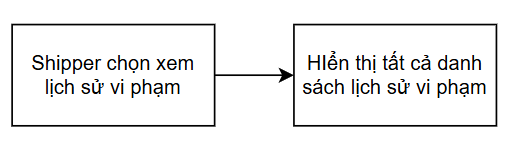 Shipper chọn xem
lịch sử vi phạm
HIển thị tất cả danh
sách lịch sử vi phạm